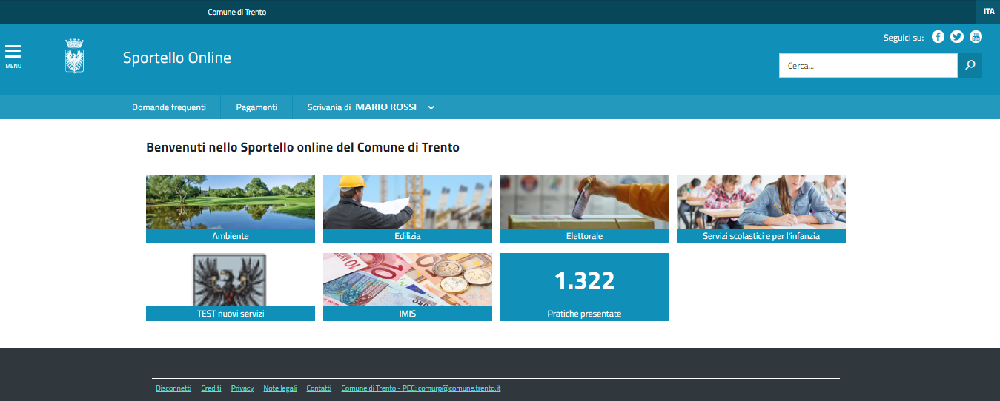 Comune di Trento
ITA
Seguici su:
MENU
Sportello Online
Cerca...
Domande frequenti
Pagamenti
Scrivania di MARIO ROSSI
Benvenuti nello Sportello online del Comune di Trento
Ambiente
Edilizia
Elettorale
Servizi scolastici e per l'infanzia
TEST nuovi servizi
IMIS
1.322
Pratiche presentate
Disconnetti Crediti Privacy Note legali Contatti Comune di Trento - PEC: comurp@comune.trento.it